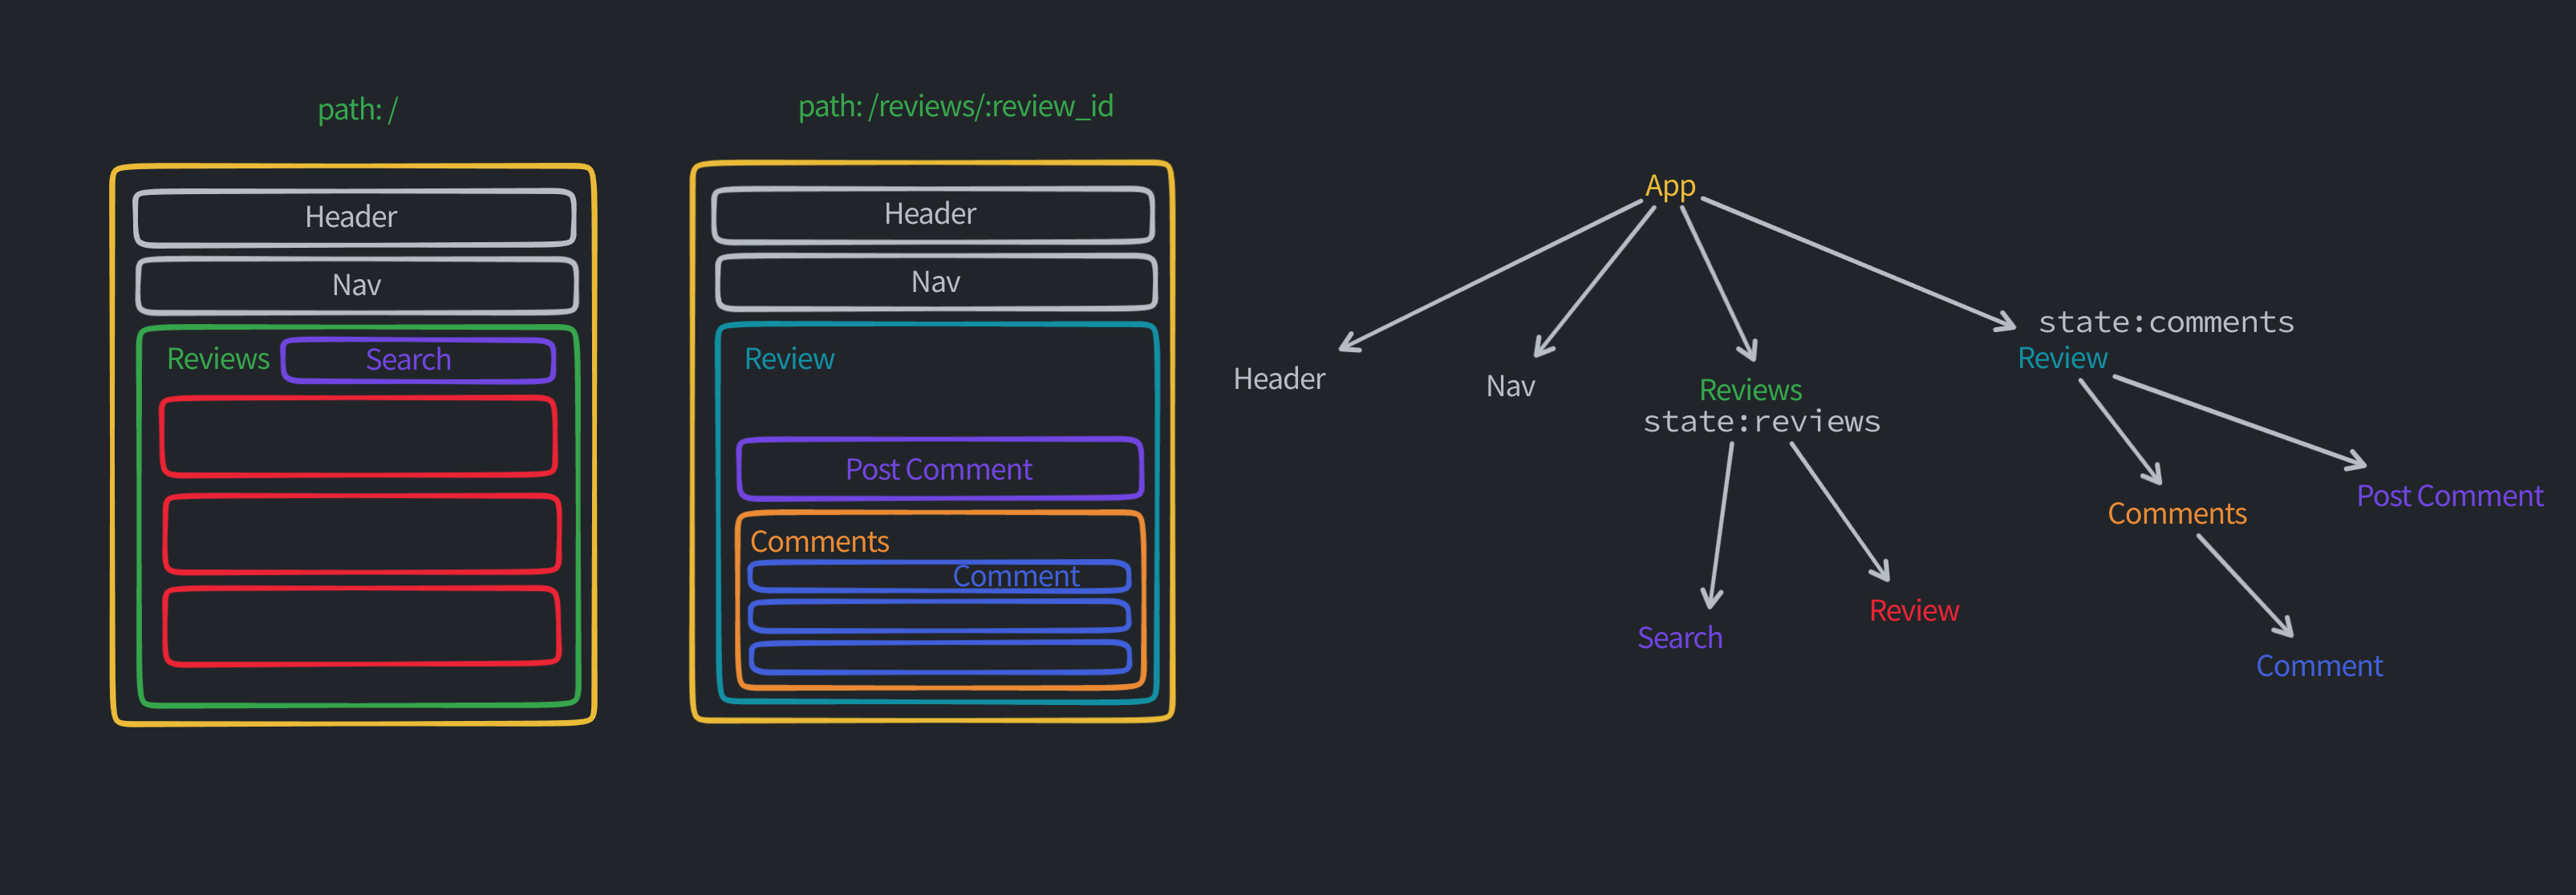 path: /
Header
Nav
Reviews
Search
path: /reviews/:review_id
Header
Nav
Review
Post Comment
Comments
Comment
App
Header
Nav
Reviews
state:reviews
Search
Review
state:comments
Review
Comments
Post Comment
Comment